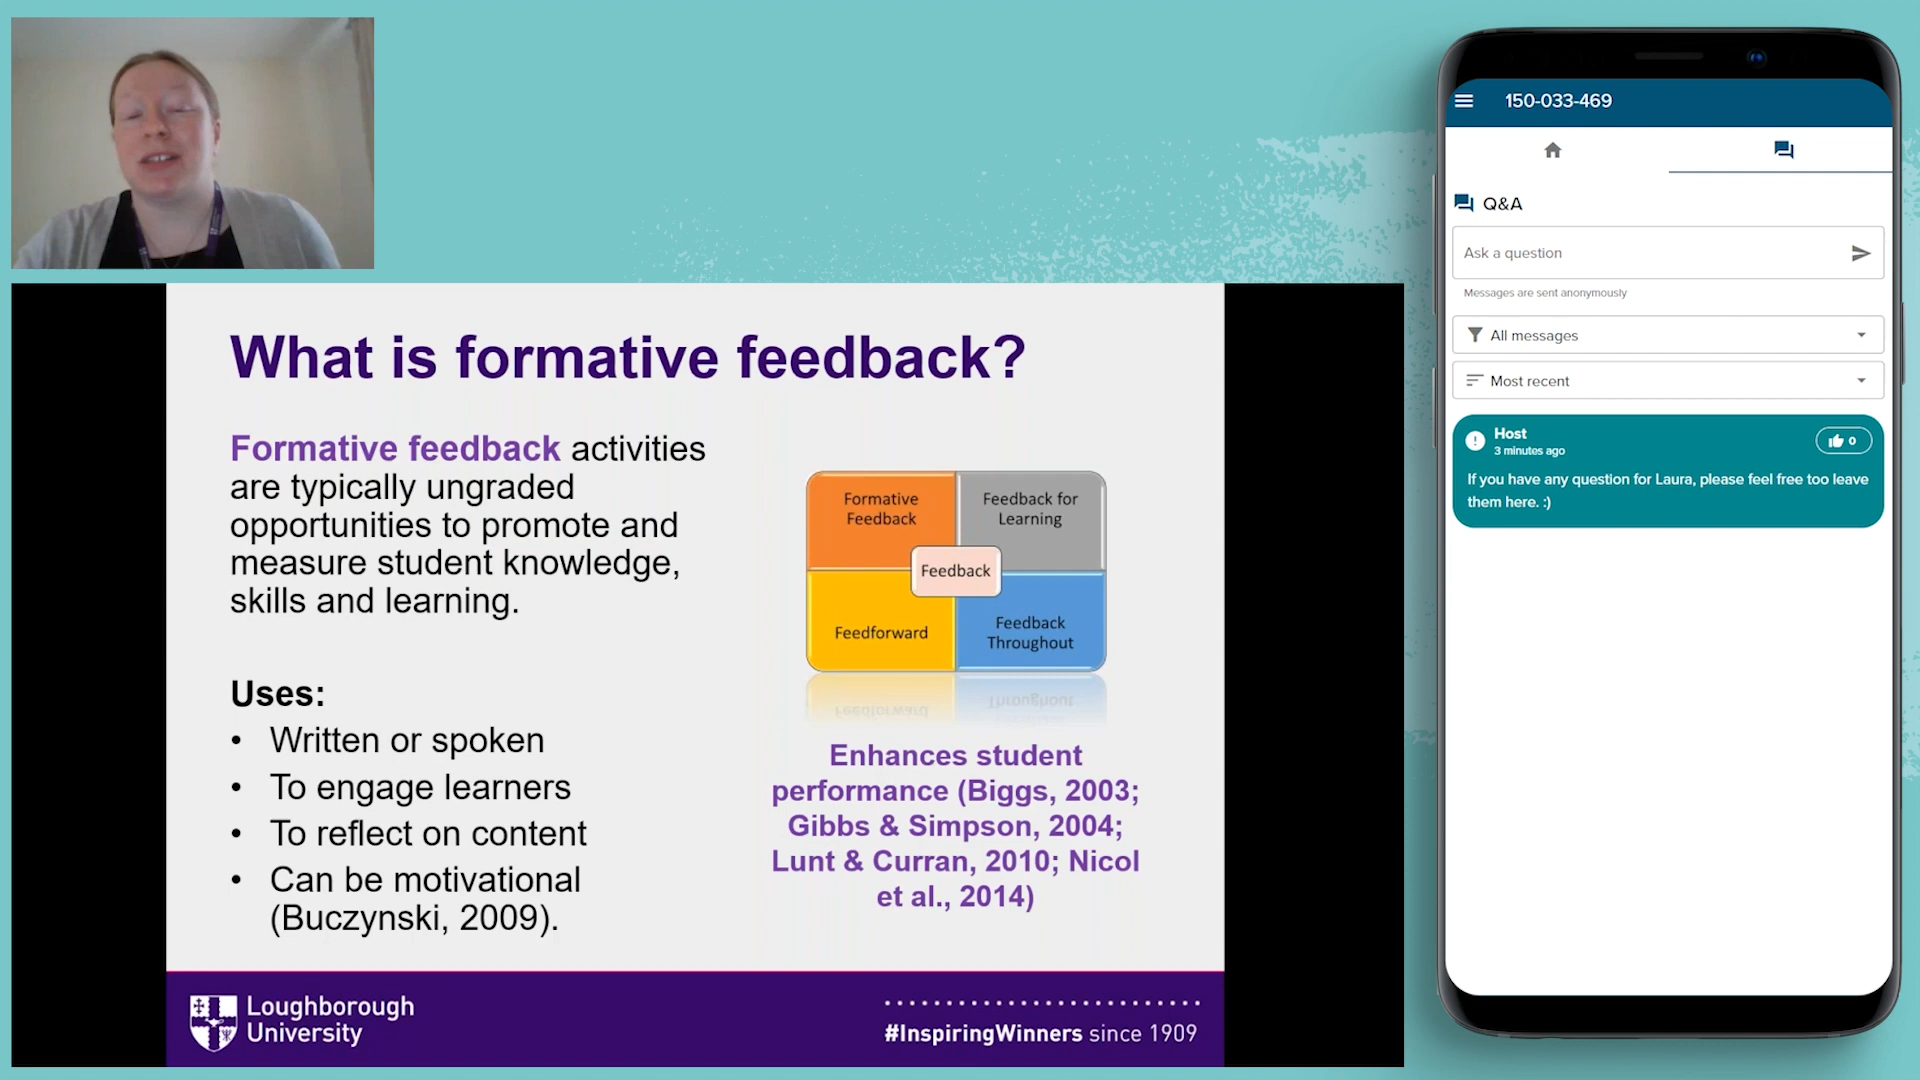 What is formative feedback?
Formative feedback activities
are typically ungraded
opportunities to promote and
measure student knowledge,
skills and learning.
Uses:
• Written or spoken
• To engage learners
• To reflect on content
• Can be motivational
(Buczynski, 2009).
Formative
Feedback
Feedback for
Learning
Feedback
Feedforward
Feedback
Throughout
Enhances student
performance (Biggs, 2003;
Gibbs & Simpson, 2004;
Lunt & Curran, 2010; Nicol
et al., 2014)
Loughborough
University
#InspiringWinners since 1909
150-033-469
Q&A
Ask a question
Messages are sent anonymously
All messages
Most recent
Host
3 minutes ago
0
If you have any question for Laura, please feel free too leave
them here. :)